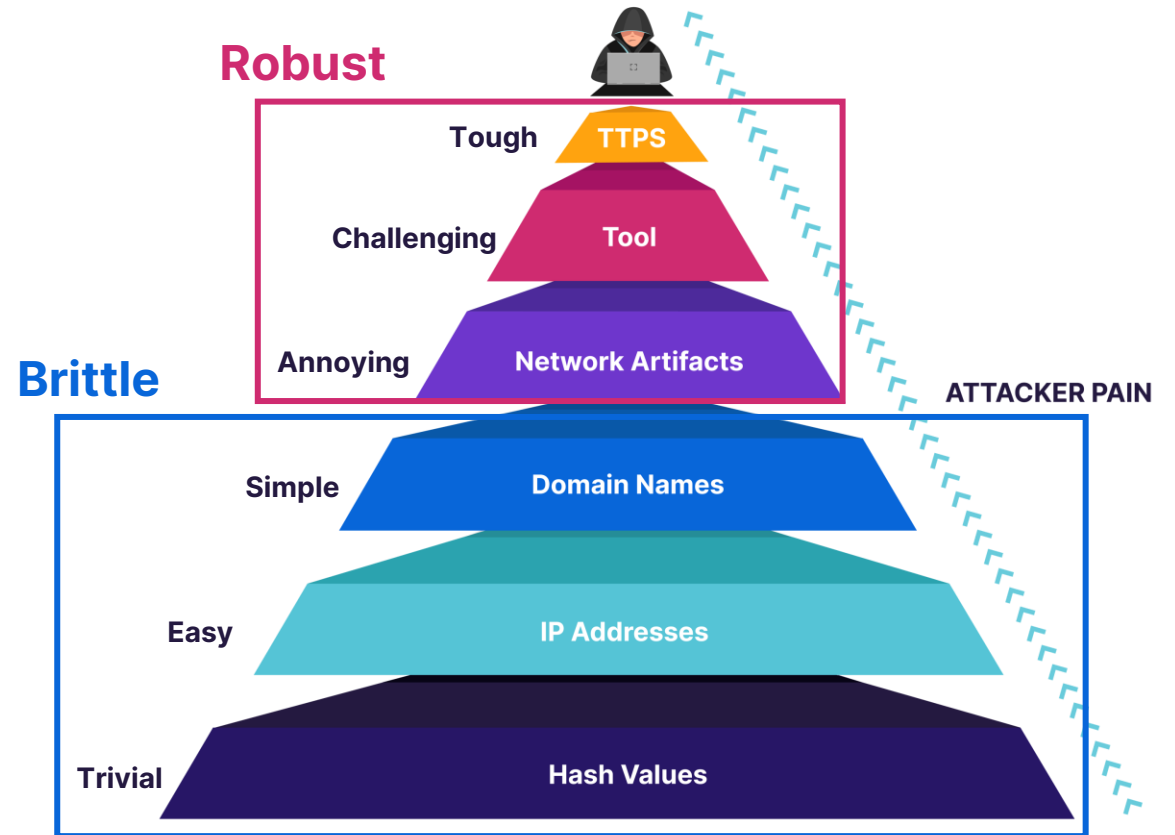 Robust
Tough
TTPS
Challenging
Tool
Annoying
Network Artifacts
Brittle
ATTACKER PAIN
Simple
Domain Names
Easy
IP Addresses
Trivial
Hash Values